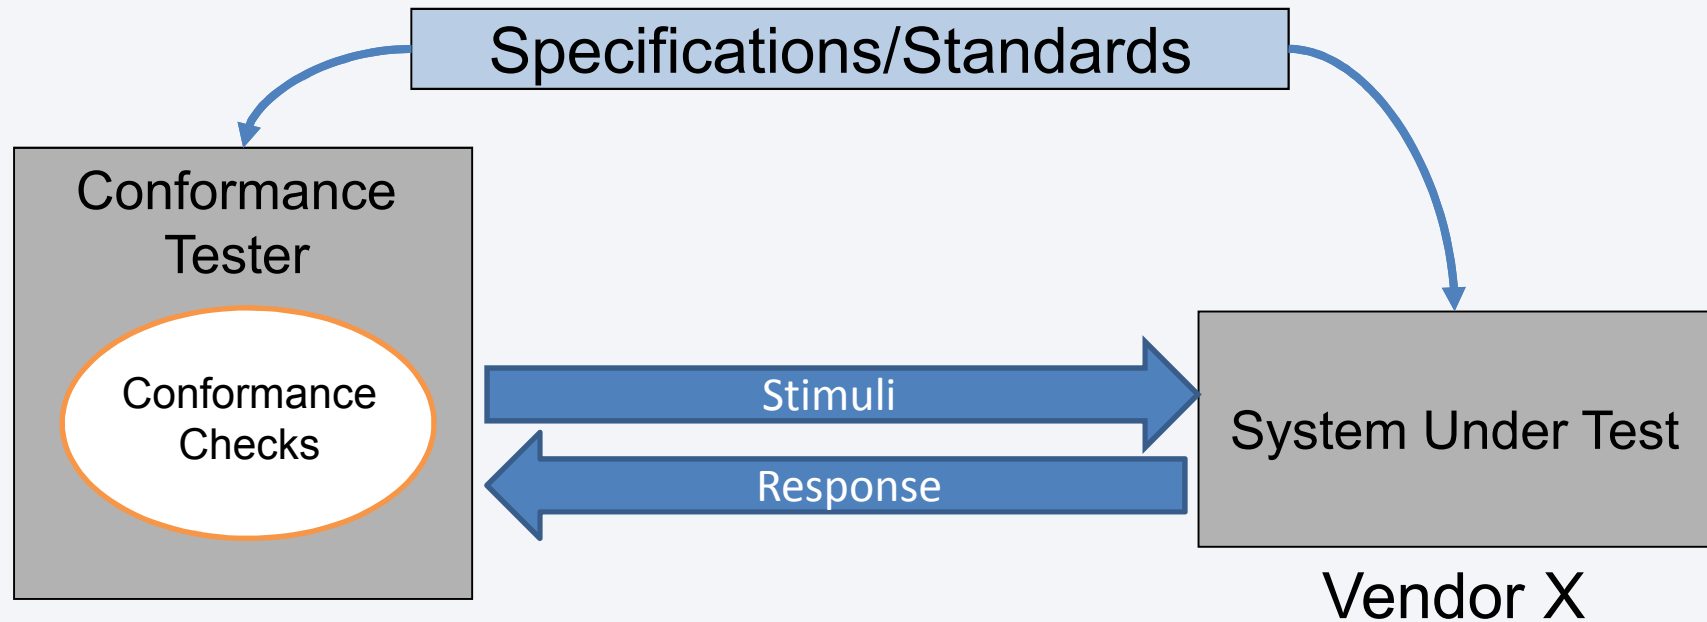 Specifications/Standards
Conformance
Tester
Conformance
Checks
Stimuli
Response
System Under Test
Vendor X